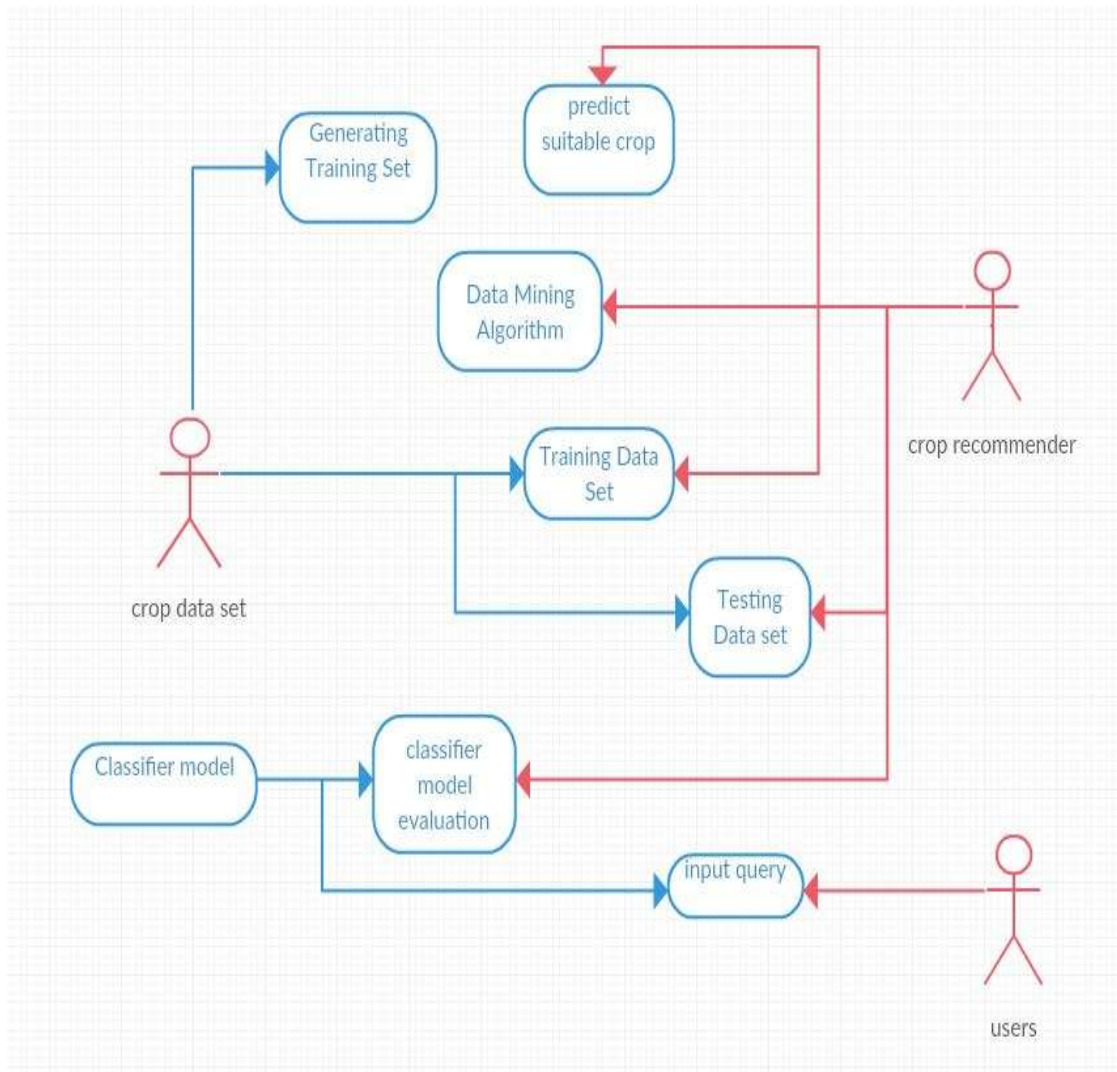 predict
suitable crop
Generating
Training Set
Data Mining
Algorithm
crop recommender
Training Data
Set
crop data set
Testing
Data set
Classifier model
classifier
model
evaluation
input query
users